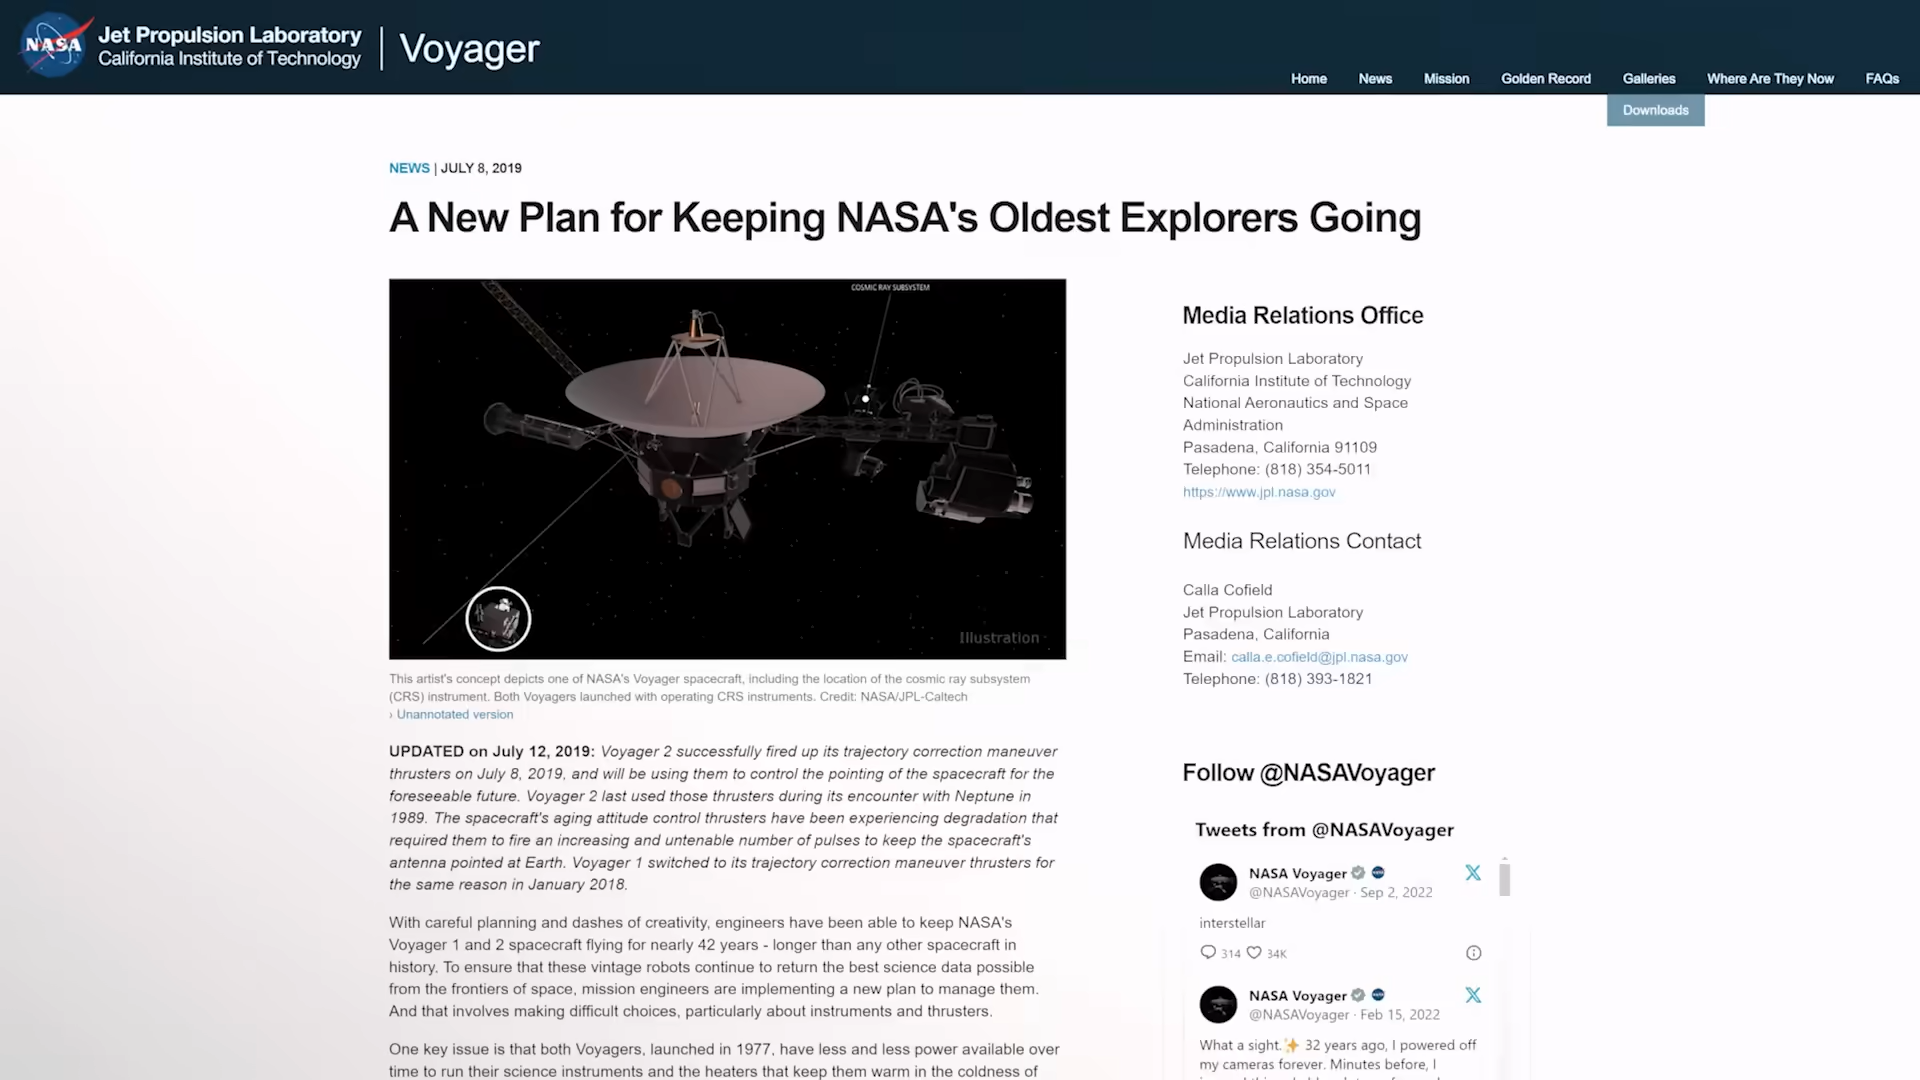 NASA
Jet Propulsion Laboratory
California Institute of Technology
Voyager
Home
News
Mission
Golden Record
Galleries
Where Are They Now
FAQs
Downloads
NEWS | JULY 8, 2019
A New Plan for Keeping NASA's Oldest Explorers Going
COSMIC RAY SUBSYSTEM
Illustration
This artist's concept depicts one of NASA's Voyager spacecraft, including the location of the cosmic ray subsystem
(CRS) instrument. Both Voyagers launched with operating CRS instruments. Credit: NASA/JPL-Caltech
› Unannotated version
UPDATED on July 12, 2019: Voyager 2 successfully fired up its trajectory correction maneuver
thrusters on July 8, 2019, and will be using them to control the pointing of the spacecraft for the
foreseeable future. Voyager 2 last used those thrusters during its encounter with Neptune in
1989. The spacecraft's aging attitude control thrusters have been experiencing degradation that
required them to fire an increasing and untenable number of pulses to keep the spacecraft's
antenna pointed at Earth. Voyager 1 switched to its trajectory correction maneuver thrusters for
the same reason in January 2018.
With careful planning and dashes of creativity, engineers have been able to keep NASA's
Voyager 1 and 2 spacecraft flying for nearly 42 years - longer than any other spacecraft in
history. To ensure that these vintage robots continue to return the best science data possible
from the frontiers of space, mission engineers are implementing a new plan to manage them.
And that involves making difficult choices, particularly about instruments and thrusters.
One key issue is that both Voyagers, launched in 1977, have less and less power available over
time to run their science instruments and the heaters that keep them warm in the coldness of
Media Relations Office
Jet Propulsion Laboratory
California Institute of Technology
National Aeronautics and Space
Administration
Pasadena, California 91109
Telephone: (818) 354-5011
https://www.jpl.nasa.gov
Media Relations Contact
Calla Cofield
Jet Propulsion Laboratory
Pasadena, California
Email: calla.e.cofield@jpl.nasa.gov
Telephone: (818) 393-1821
Follow @NASAVoyager
Tweets from @NASAVoyager
NASA Voyager
@NASAVoyager · Sep 2, 2022
interstellar
314 34K
NASA Voyager
@NASAVoyager · Feb 15, 2022
What a sight.✨ 32 years ago, I powered off
my cameras forever. Minutes before, I